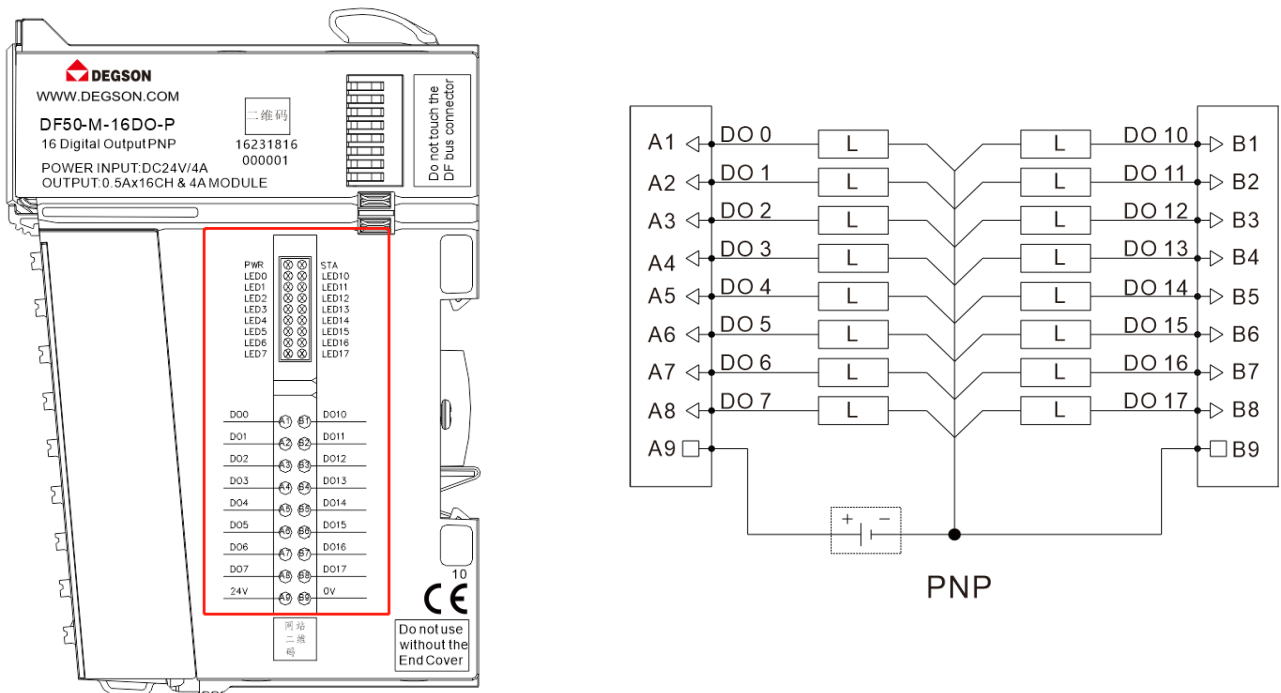 DEGSON
WWW.DEGSON.COM
DF50-M-16DO-P
16 Digital Output PNP
POWER INPUT:DC24V/4A
OUTPUT:0.5Ax16CH & 4A MODULE
二维码
16231816
000001
Do not touch the
DF bus connector
PWR STA
LED0 LED10
LED1 LED11
LED2 LED12
LED3 LED13
LED4 LED14
LED5 LED15
LED6 LED16
LED7 LED17
DO0 A1 B1 DO10
DO1 A2 B2 DO11
DO2 A3 B3 DO12
DO3 A4 B4 DO13
DO4 A5 B5 DO14
DO5 A6 B6 DO15
DO6 A7 B7 DO16
DO7 A8 B8 DO17
24V A9 B9 0V
网站
二维
码
10
CE
Do not use
without the
End Cover
A1 DO 0 L L DO 10 B1
A2 DO 1 L L DO 11 B2
A3 DO 2 L L DO 12 B3
A4 DO 3 L L DO 13 B4
A5 DO 4 L L DO 14 B5
A6 DO 5 L L DO 15 B6
A7 DO 6 L L DO 16 B7
A8 DO 7 L L DO 17 B8
A9 B9
+ −
PNP